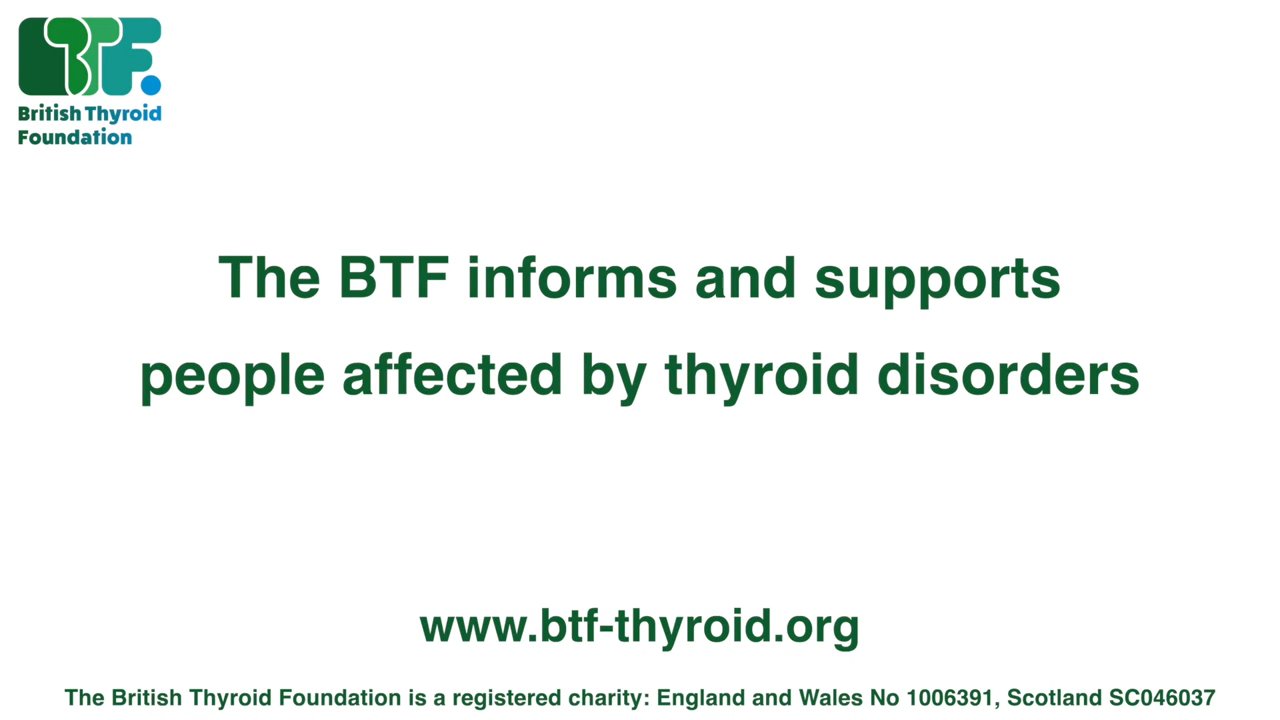 BTF.
British Thyroid
Foundation
The BTF informs and supports
people affected by thyroid disorders
www.btf-thyroid.org
The British Thyroid Foundation is a registered charity: England and Wales No 1006391, Scotland SC046037